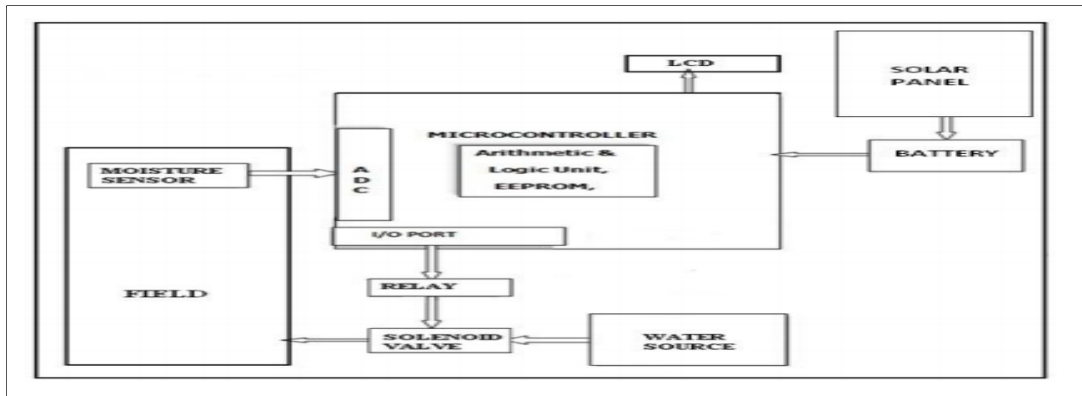 LCD
SOLAR
PANEL
MICROCONTROLLER
Arithmetic &
Logic Unit,
EEPROM,
BATTERY
MOISTURE
SENSOR
A
D
C
I/O PORT
RELAY
FIELD
SOLENOID
VALVE
WATER
SOURCE